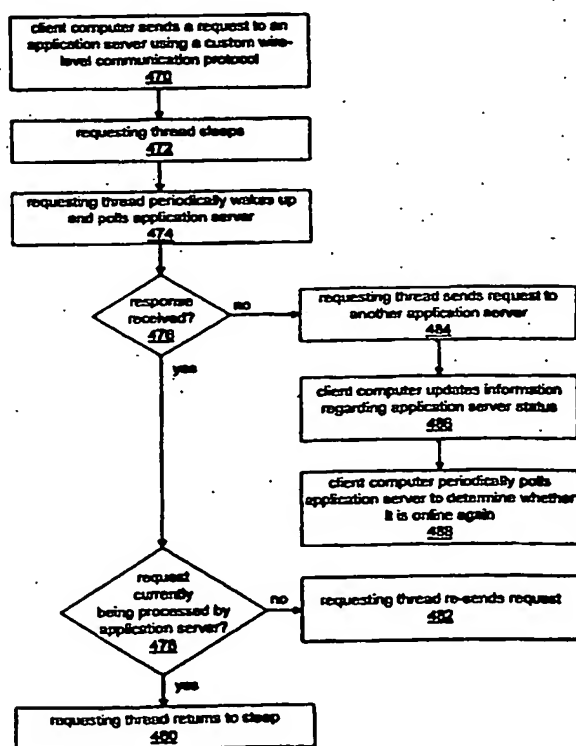 client computer sends a request to an
application server using a custom wire-
level communication protocol
470
requesting thread sleeps
472
requesting thread periodically wakes up
and polls application server
474
response
received?
476
no
requesting thread sends request to
another application server
484
yes
client computer updates information
regarding application server status
486
client computer periodically polls
application server to determine whether
it is online again
488
request
currently
being processed by
application server?
478
no
requesting thread re-sends request
482
yes
requesting thread returns to sleep
480